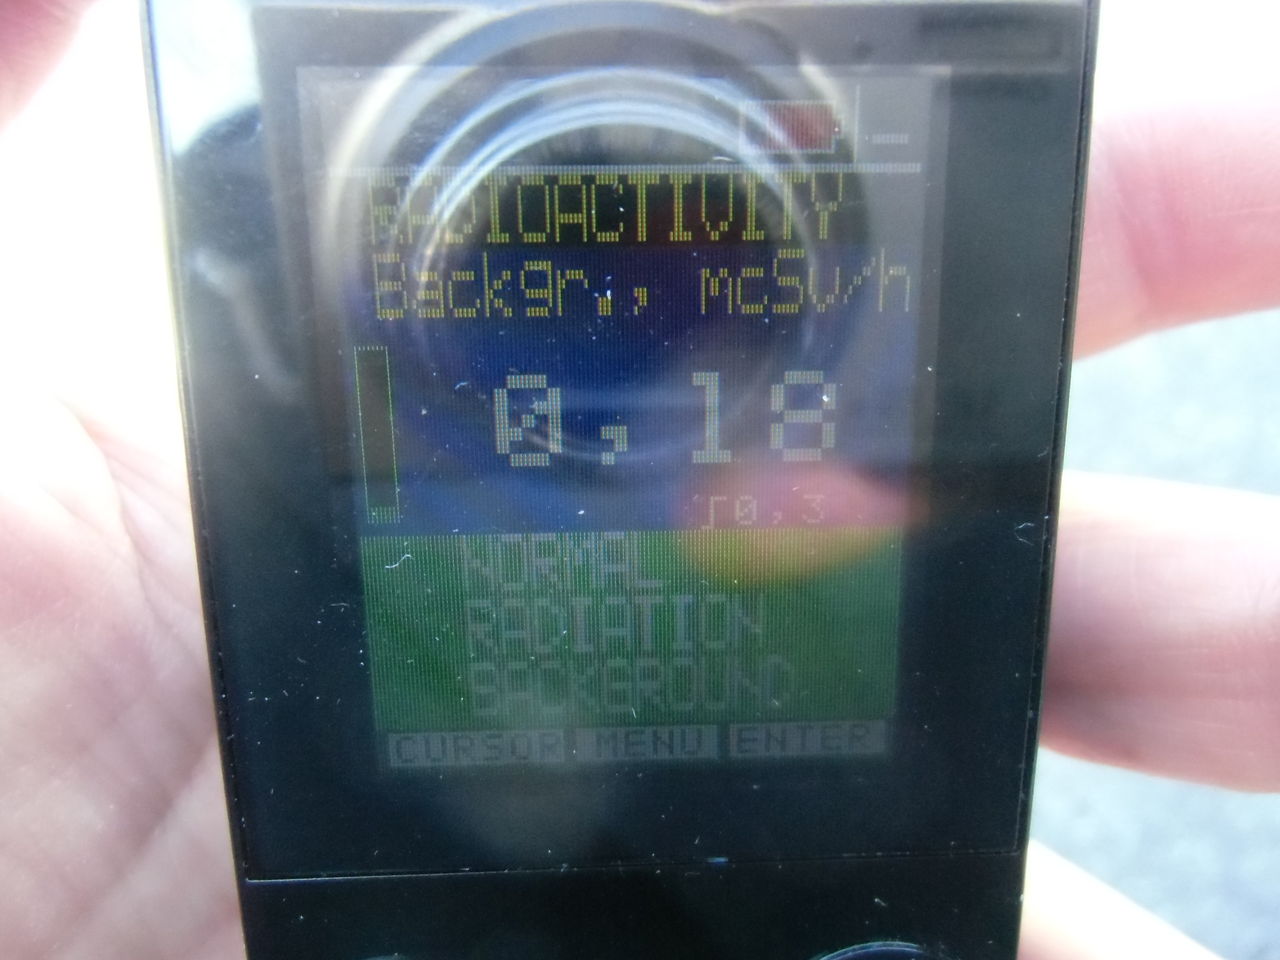 RADIOACTIVITY
Backgr., mcSv/h
0,18
↾0,3
NORMAL
RADIATION
BACKGROUND
CURSOR MENU ENTER